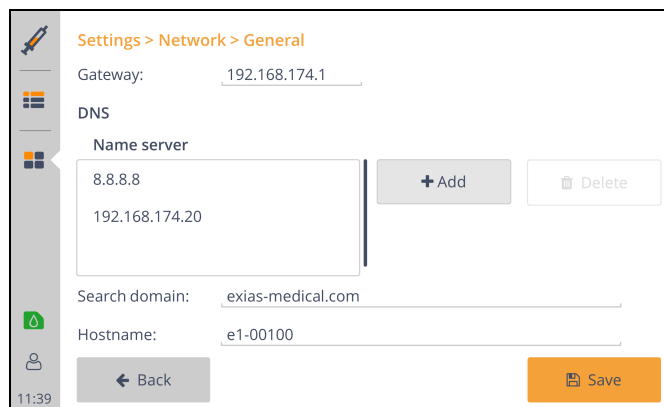 Settings > Network > General
Gateway: 192.168.174.1
DNS
Name server
8.8.8.8
+ Add
Delete
192.168.174.20
Search domain: exias-medical.com
Hostname: e1-00100
Back
Save
11:39